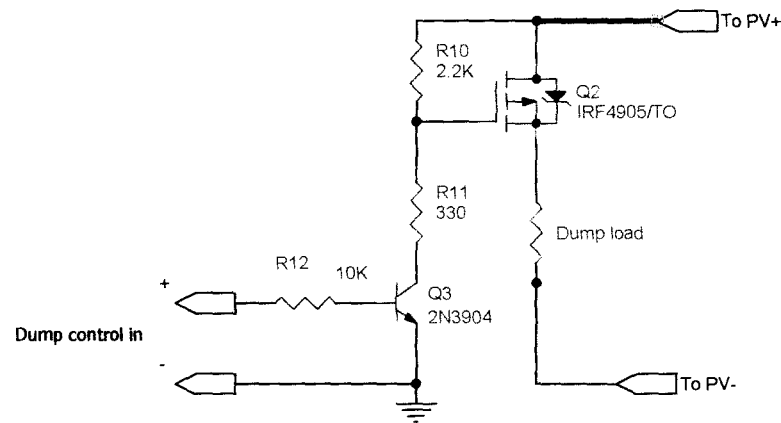 To PV+
R10
2.2K
Q2
IRF4905/TO
R11
330
Dump load
R12 10K
+
Q3
2N3904
Dump control in
-
To PV-